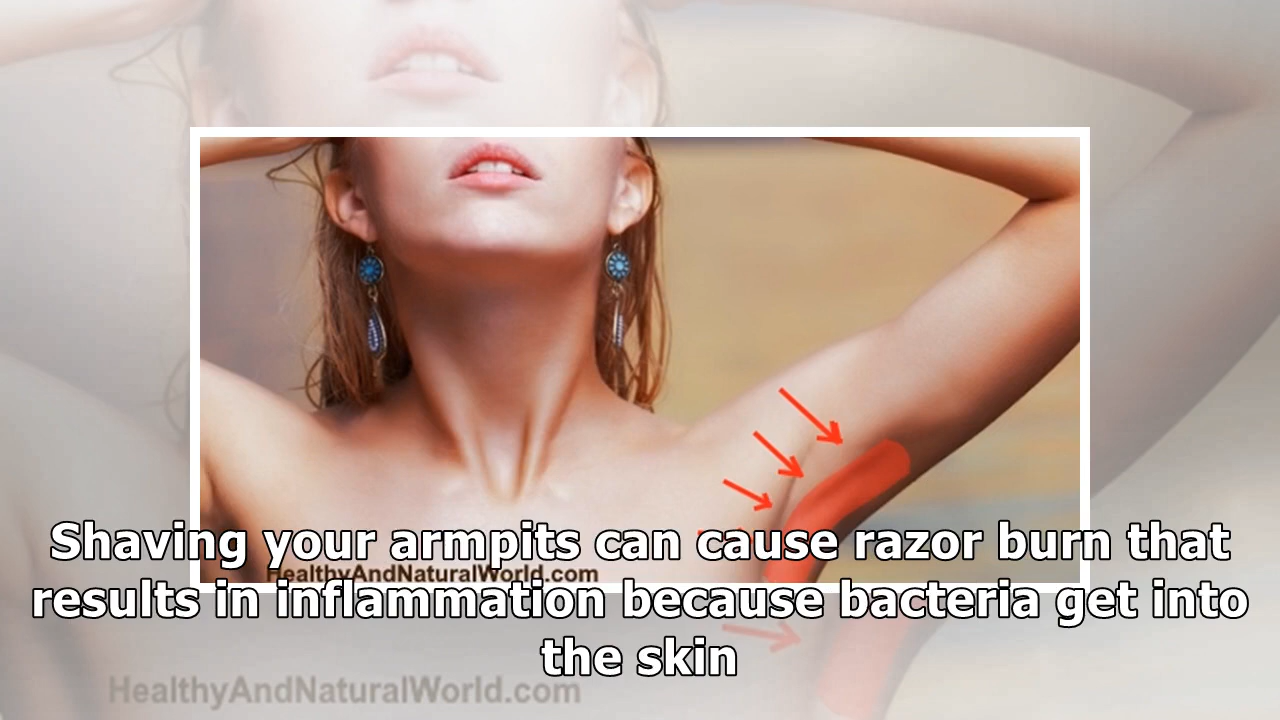 HealthyAndNaturalWorld.com
Shaving your armpits can cause razor burn that
results in inflammation because bacteria get into
the skin
HealthyAndNaturalWorld.com